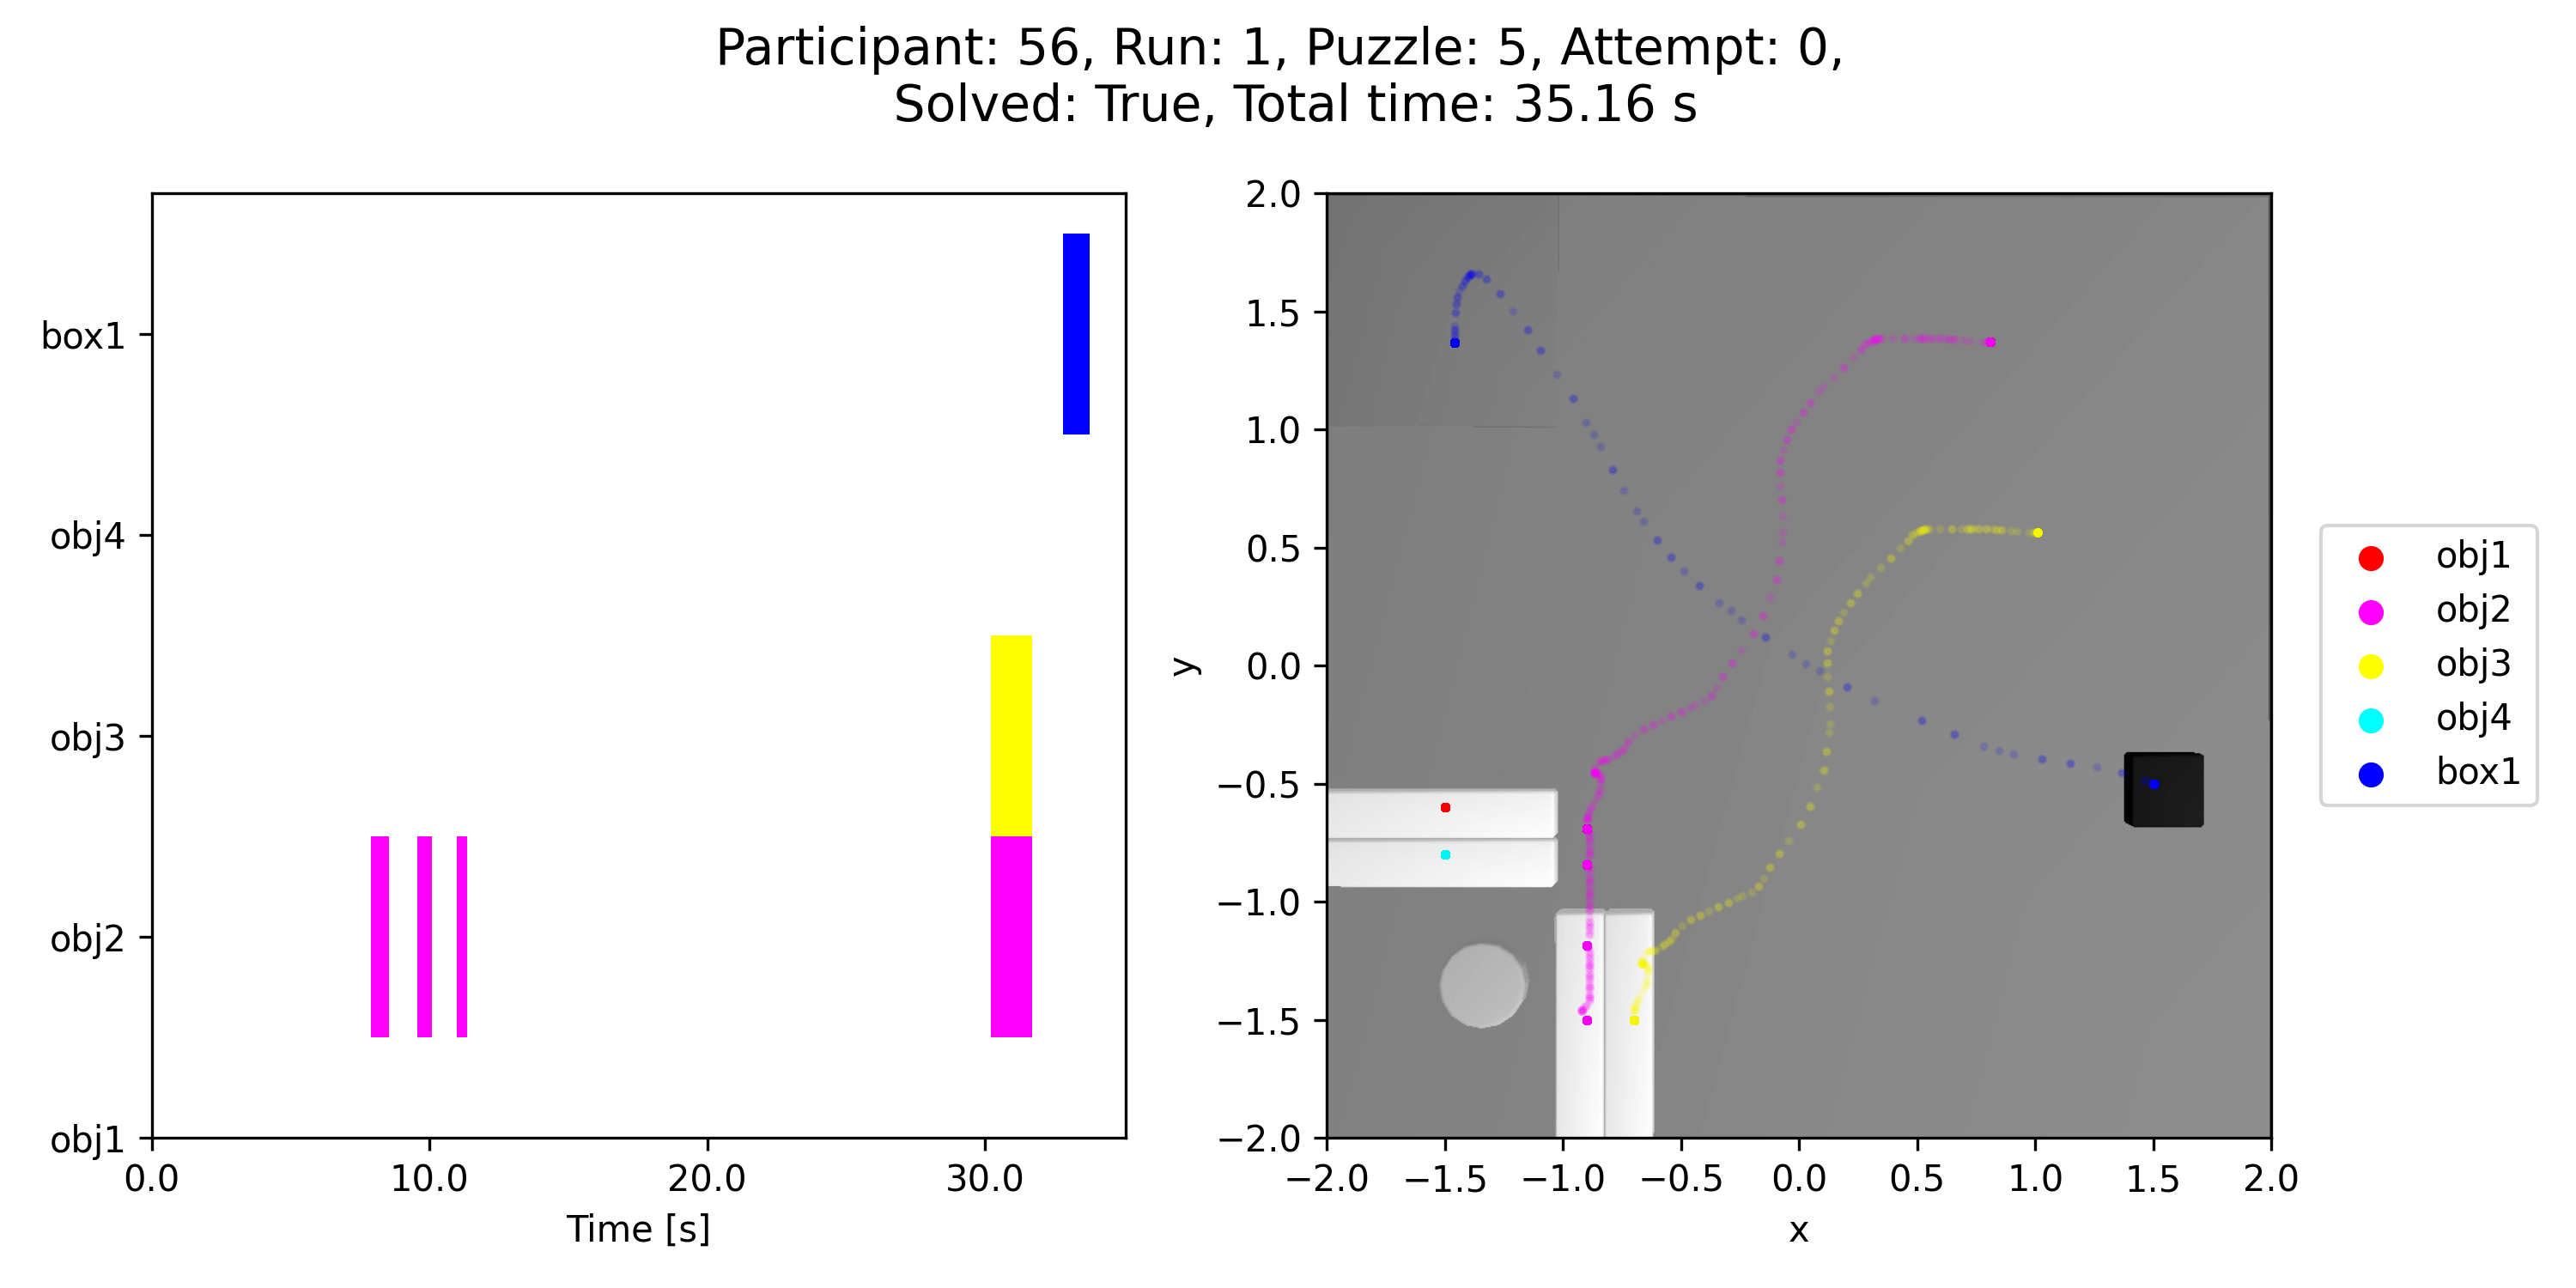 Participant: 56, Run: 1, Puzzle: 5, Attempt: 0,
Solved: True, Total time: 35.16 s
box1
obj4
obj3
obj2
obj1
0.0 10.0 20.0 30.0
Time [s]
y
2.0
1.5
1.0
0.5
0.0
−0.5
−1.0
−1.5
−2.0
−2.0 −1.5 −1.0 −0.5 0.0 0.5 1.0 1.5 2.0
x
obj1
obj2
obj3
obj4
box1